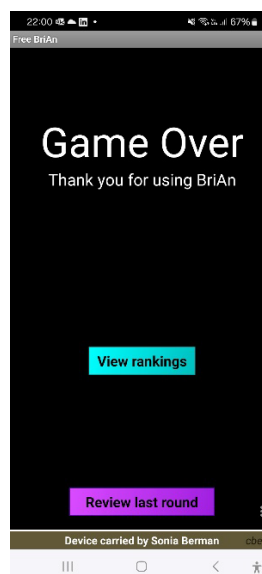 22:00 67%
Free BriAn
Game Over
Thank you for using BriAn
View rankings
Review last round
Device carried by Sonia Berman